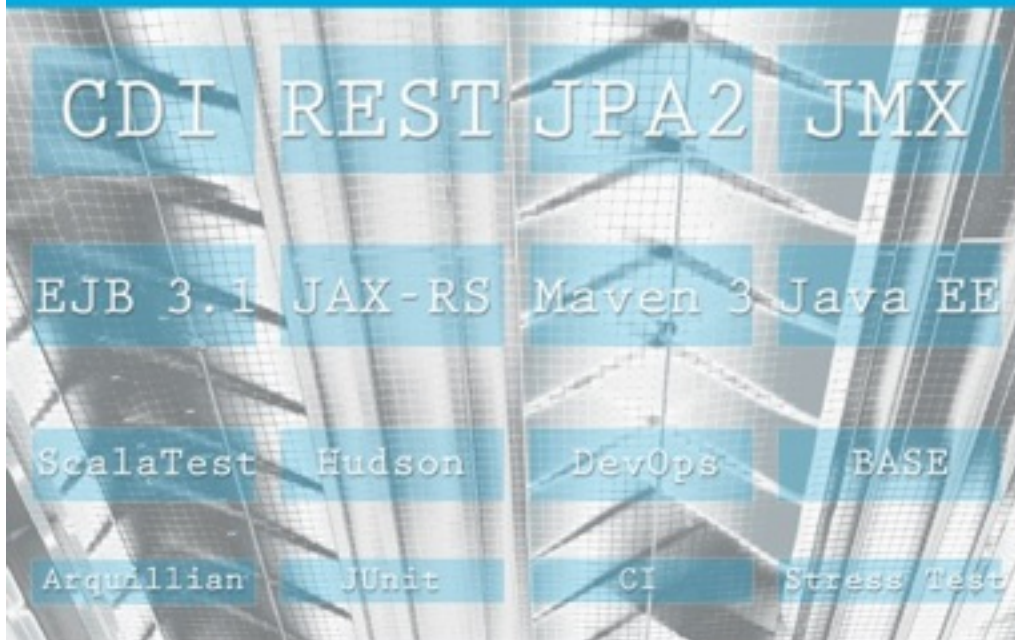 CDI REST JPA2 JMX
EJB 3.1 JAX-RS Maven 3 Java EE
ScalaTest Hudson DevOps BASE
Arquillian JUnit CI Stress Test